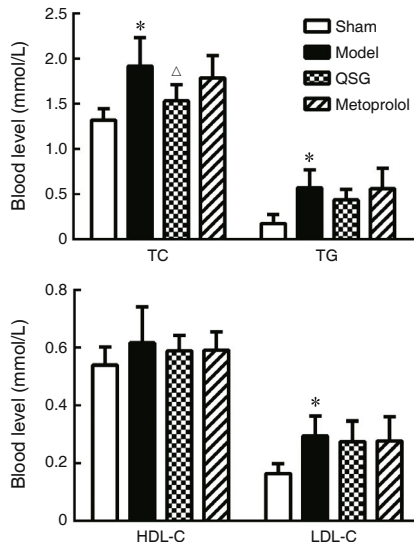 Blood level (mmol/L)
2.5
2.0
1.5
1.0
0.5
0
*
△
*
Sham
Model
QSG
Metoprolol
TC
TG
Blood level (mmol/L)
0.8
0.6
0.4
0.2
0
*
HDL-C
LDL-C